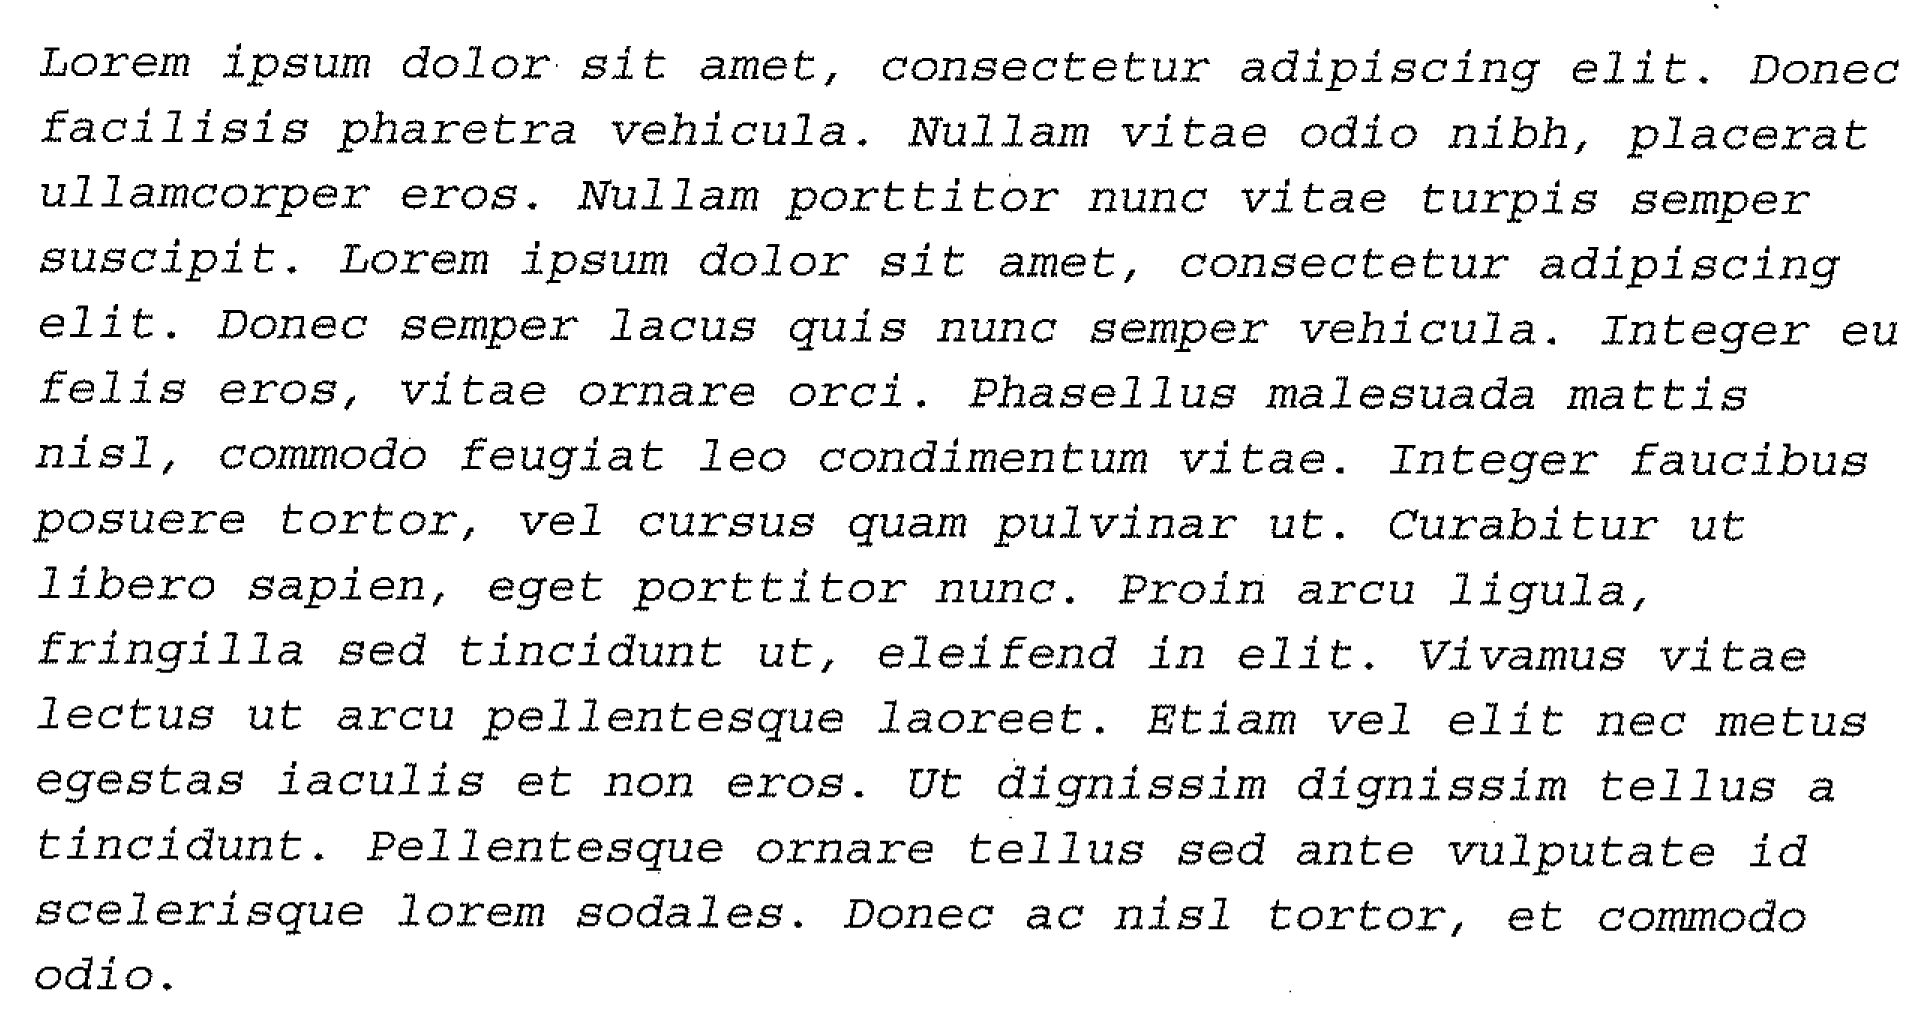 Lorem ipsum dolor sit amet, consectetur adipiscing elit. Donec
facilisis pharetra vehicula. Nullam vitae odio nibh, placerat
ullamcorper eros. Nullam porttitor nunc vitae turpis semper
suscipit. Lorem ipsum dolor sit amet, consectetur adipiscing
elit. Donec semper lacus quis nunc semper vehicula. Integer eu
felis eros, vitae ornare orci. Phasellus malesuada mattis
nisl, commodo feugiat leo condimentum vitae. Integer faucibus
posuere tortor, vel cursus quam pulvinar ut. Curabitur ut
libero sapien, eget porttitor nunc. Proin arcu ligula,
fringilla sed tincidunt ut, eleifend in elit. Vivamus vitae
lectus ut arcu pellentesque laoreet. Etiam vel elit nec metus
egestas iaculis et non eros. Ut dignissim dignissim tellus a
tincidunt. Pellentesque ornare tellus sed ante vulputate id
scelerisque lorem sodales. Donec ac nisl tortor, et commodo
odio.